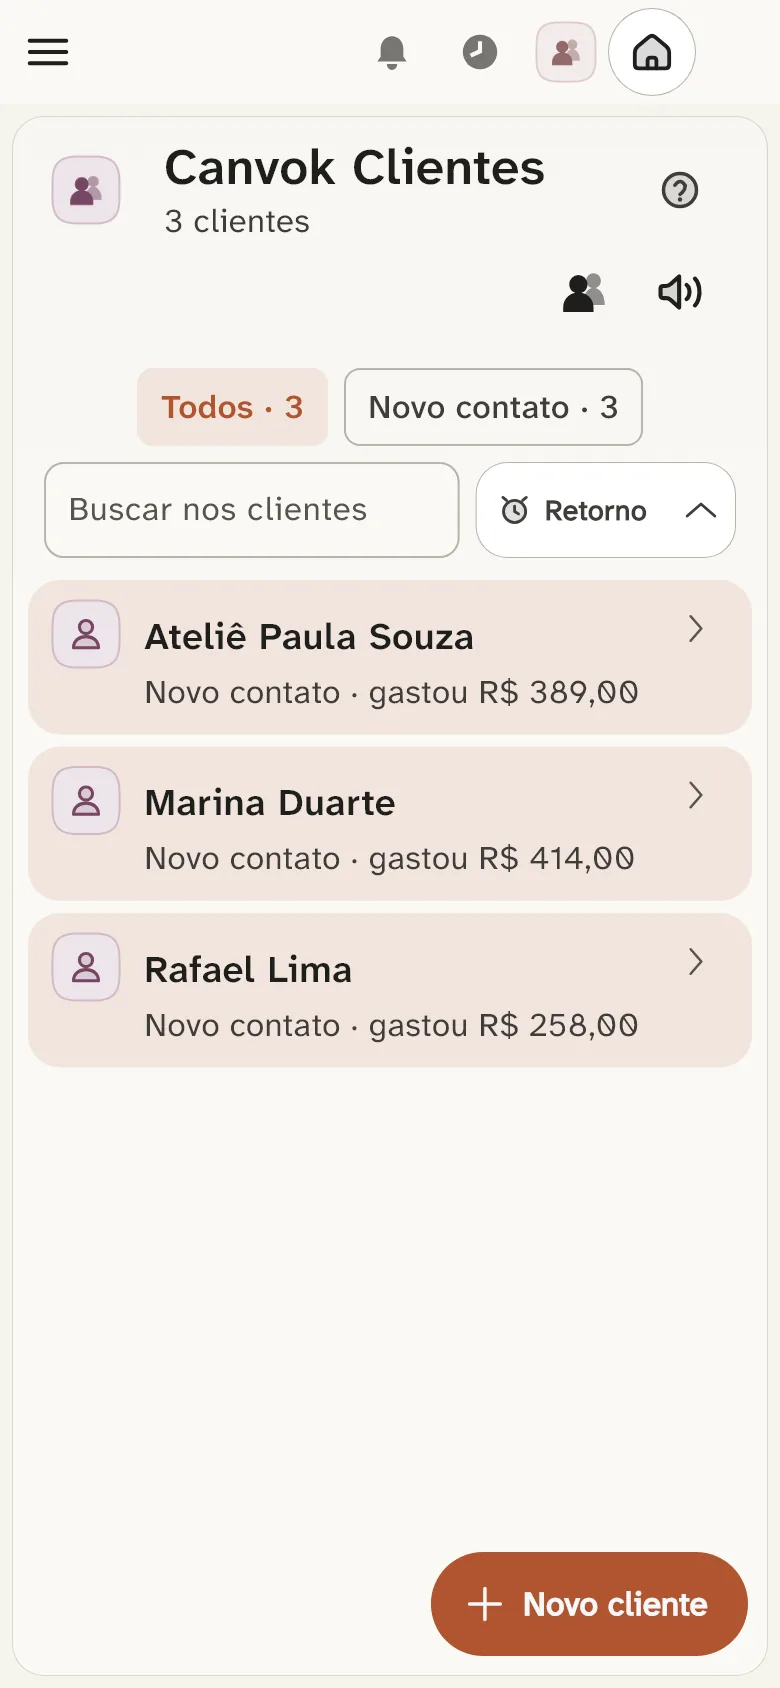 Canvok Clientes
3 clientes
Todos · 3
Novo contato · 3
Buscar nos clientes
Retorno
Ateliê Paula Souza
Novo contato · gastou R$ 389,00
Marina Duarte
Novo contato · gastou R$ 414,00
Rafael Lima
Novo contato · gastou R$ 258,00
Novo cliente